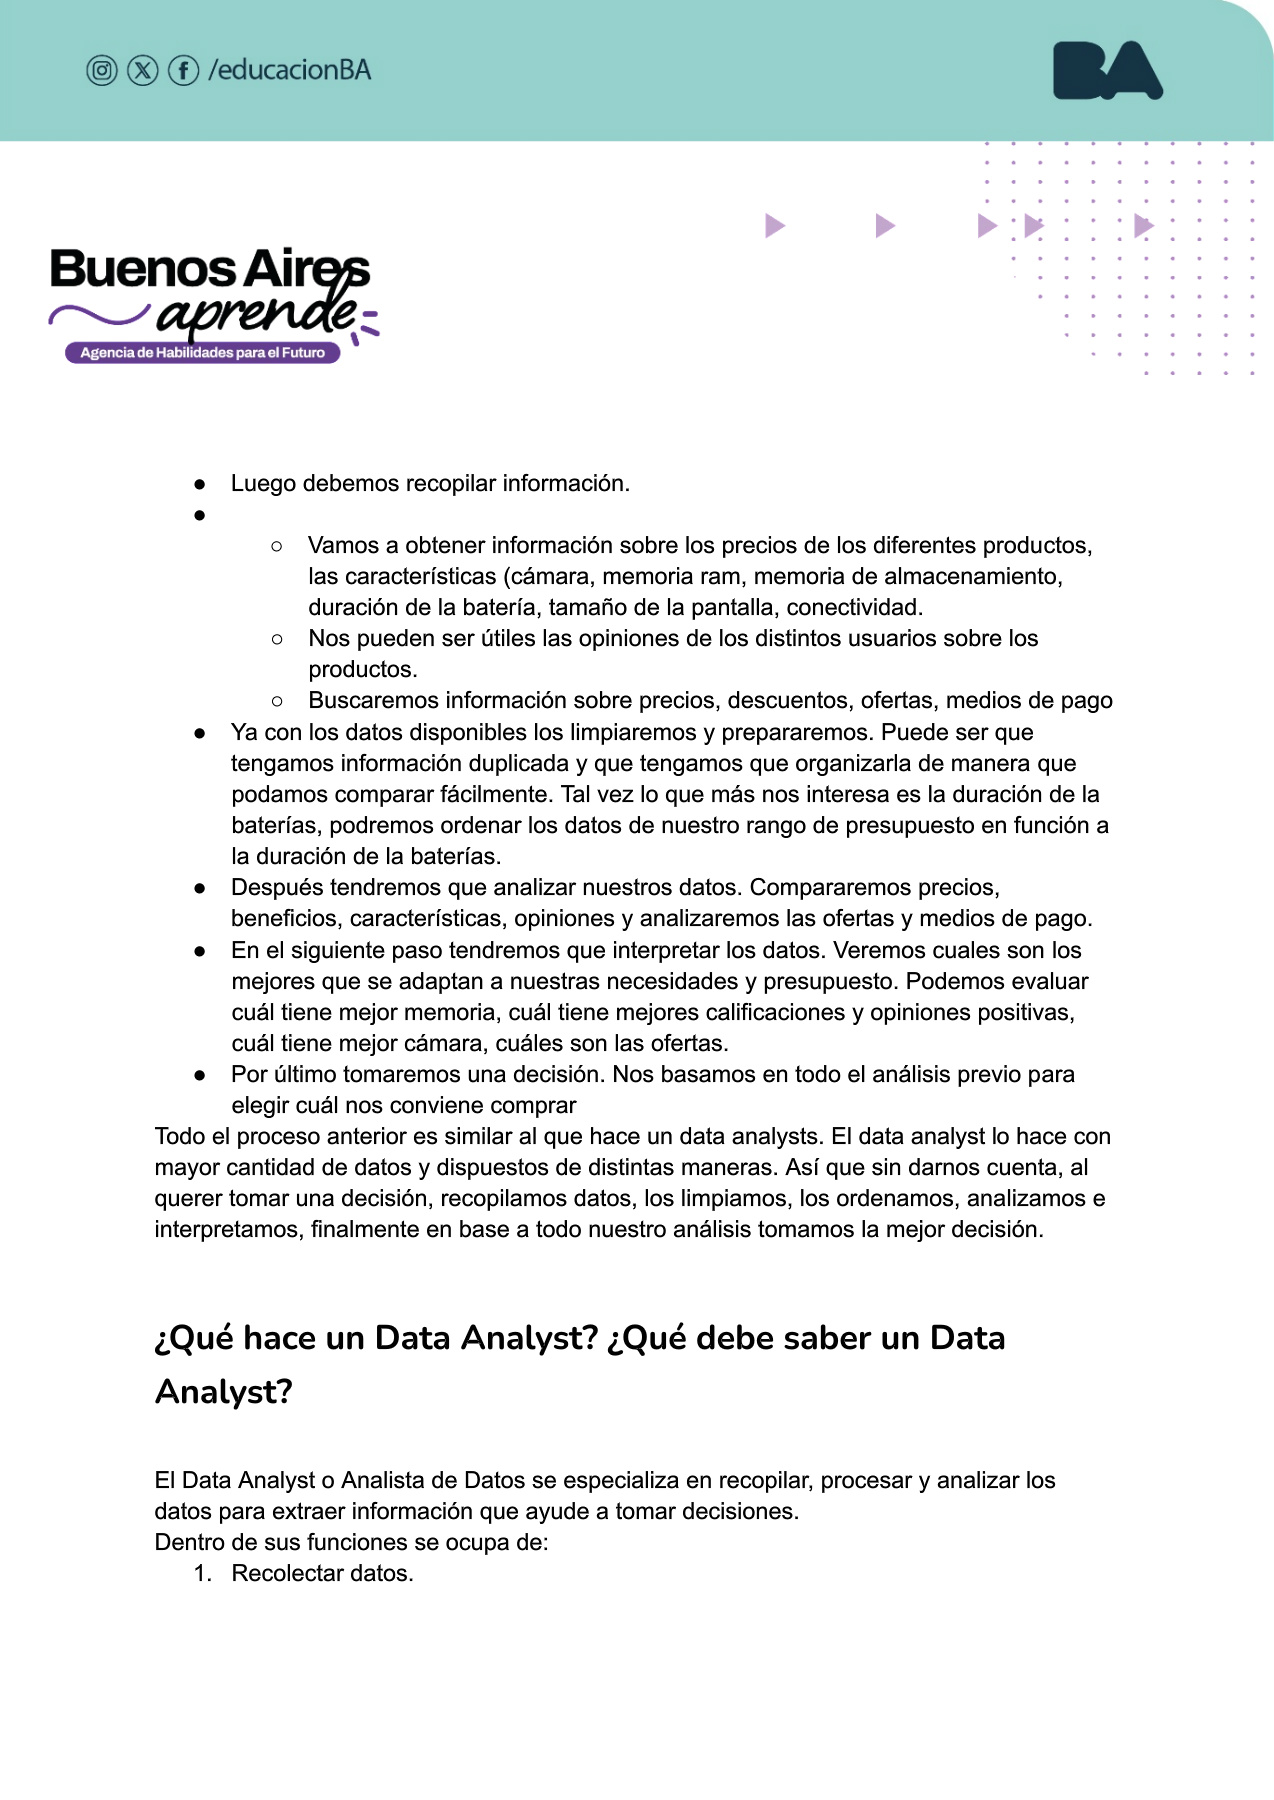 /educacionBA
BA
Buenos Aires
aprende
Agencia de Habilidades para el Futuro
● Luego debemos recopilar información.
●
○ Vamos a obtener información sobre los precios de los diferentes productos,
las características (cámara, memoria ram, memoria de almacenamiento,
duración de la batería, tamaño de la pantalla, conectividad.
○ Nos pueden ser útiles las opiniones de los distintos usuarios sobre los
productos.
○ Buscaremos información sobre precios, descuentos, ofertas, medios de pago
● Ya con los datos disponibles los limpiaremos y prepararemos. Puede ser que
tengamos información duplicada y que tengamos que organizarla de manera que
podamos comparar fácilmente. Tal vez lo que más nos interesa es la duración de la
baterías, podremos ordenar los datos de nuestro rango de presupuesto en función a
la duración de la baterías.
● Después tendremos que analizar nuestros datos. Compararemos precios,
beneficios, características, opiniones y analizaremos las ofertas y medios de pago.
● En el siguiente paso tendremos que interpretar los datos. Veremos cuales son los
mejores que se adaptan a nuestras necesidades y presupuesto. Podemos evaluar
cuál tiene mejor memoria, cuál tiene mejores calificaciones y opiniones positivas,
cuál tiene mejor cámara, cuáles son las ofertas.
● Por último tomaremos una decisión. Nos basamos en todo el análisis previo para
elegir cuál nos conviene comprar
Todo el proceso anterior es similar al que hace un data analysts. El data analyst lo hace con
mayor cantidad de datos y dispuestos de distintas maneras. Así que sin darnos cuenta, al
querer tomar una decisión, recopilamos datos, los limpiamos, los ordenamos, analizamos e
interpretamos, finalmente en base a todo nuestro análisis tomamos la mejor decisión.
¿Qué hace un Data Analyst? ¿Qué debe saber un Data
Analyst?
El Data Analyst o Analista de Datos se especializa en recopilar, procesar y analizar los
datos para extraer información que ayude a tomar decisiones.
Dentro de sus funciones se ocupa de:
1. Recolectar datos.